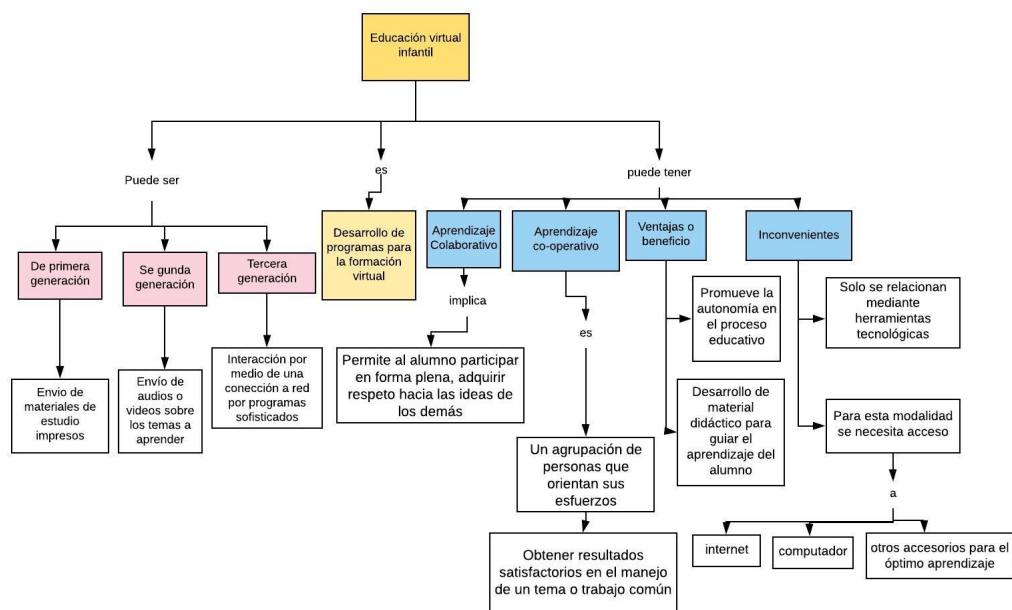 Educación virtual
infantil
Puede ser
es
puede tener
De primera
generación
Se gunda
generación
Tercera
generación
Desarrollo de
programas para
la formación
virtual
Aprendizaje
Colaborativo
Aprendizaje
co-operativo
Ventajas o
beneficio
Inconvenientes
Envio de
materiales de
estudio
impresos
Envío de
audios o
videos sobre
los temas a
aprender
Interacción por
medio de una
conección a red
por programas
sofisticados
implica
Permite al alumno participar
en forma plena, adquirir
respeto hacia las ideas de
los demás
es
Un agrupación de
personas que
orientan sus
esfuerzos
Obtener resultados
satisfactorios en el manejo
de un tema o trabajo común
Promueve la
autonomía en
el proceso
educativo
Desarrollo de
material
didáctico para
guiar el
aprendizaje del
alumno
Solo se relacionan
mediante
herramientas
tecnológicas
Para esta modalidad
se necesita acceso
a
internet
computador
otros accesorios para el
óptimo aprendizaje